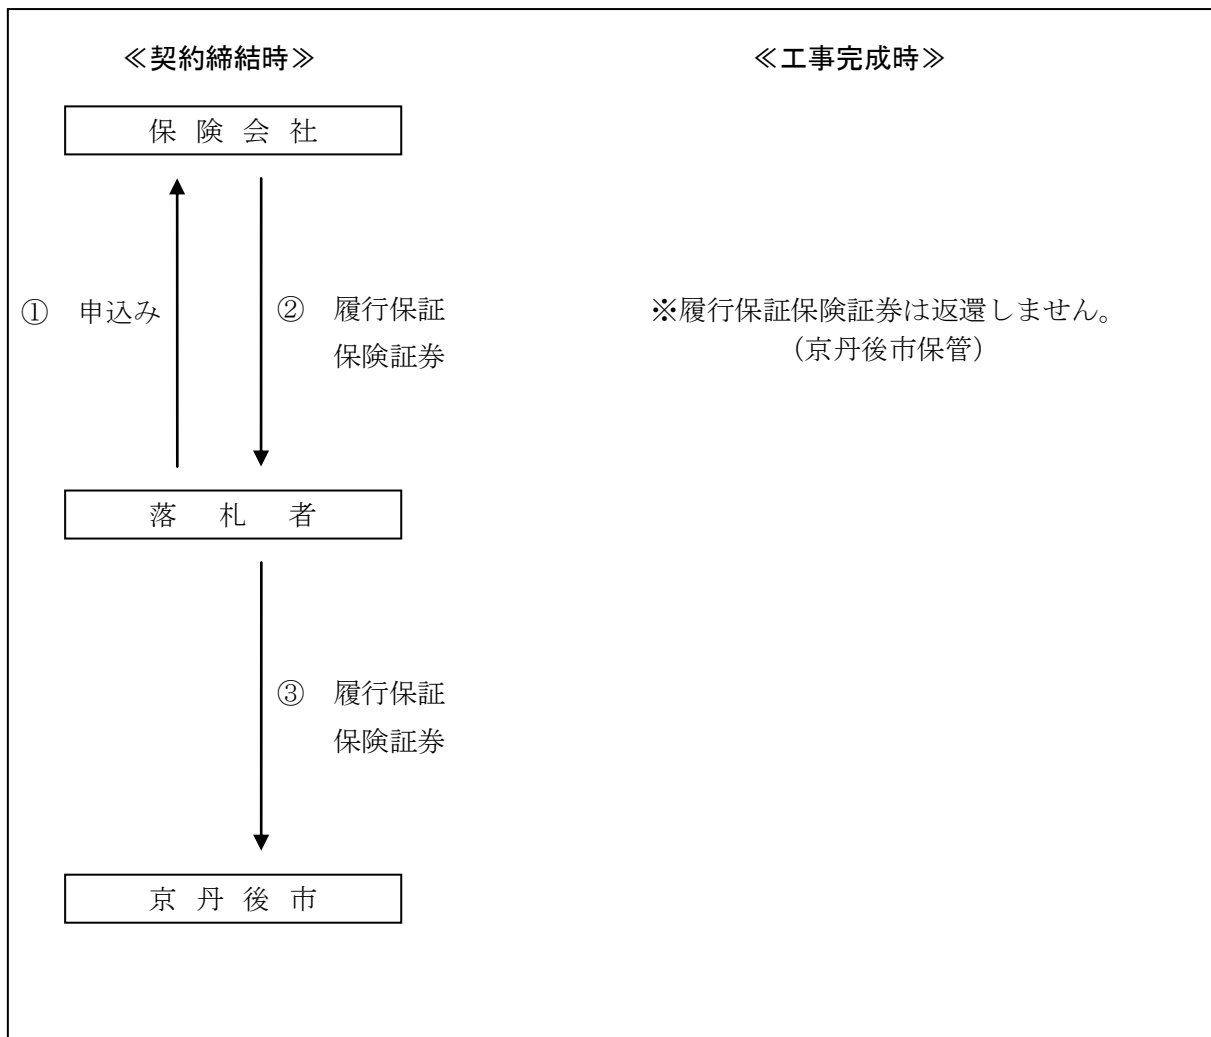 ≪契約締結時≫
≪工事完成時≫
保険会社
① 申込み
② 履行保証
保険証券
※履行保証保険証券は返還しません。
（京丹後市保管）
落札者
③ 履行保証
保険証券
京丹後市